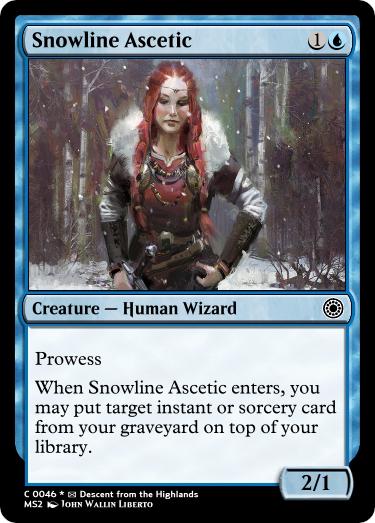 Snowline Ascetic 1
Creature — Human Wizard
Prowess
When Snowline Ascetic enters, you
may put target instant or sorcery card
from your graveyard on top of your
library.
2/1
C 0046 * Descent from the Highlands
MS2 John Wallin Liberto